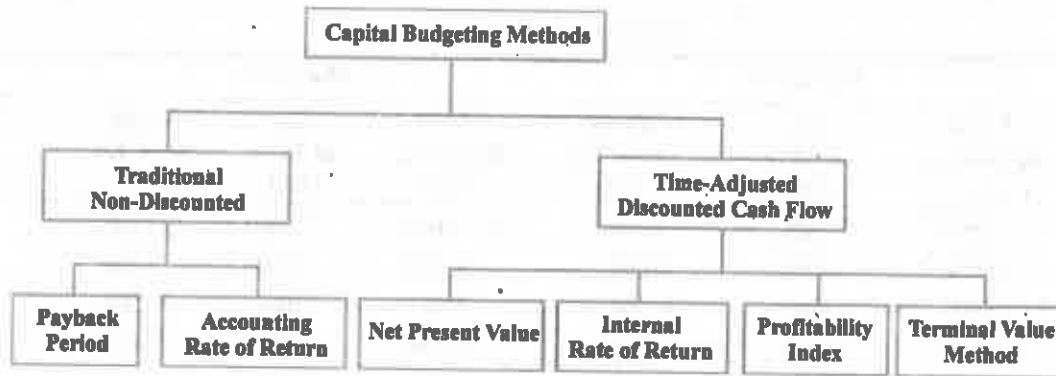 Capital Budgeting Methods
Traditional
Non-Discounted
Time-Adjusted
Discounted Cash Flow
Payback
Period
Accounting
Rate of Return
Net Present Value
Internal
Rate of Return
Profitability
Index
Terminal Value
Method